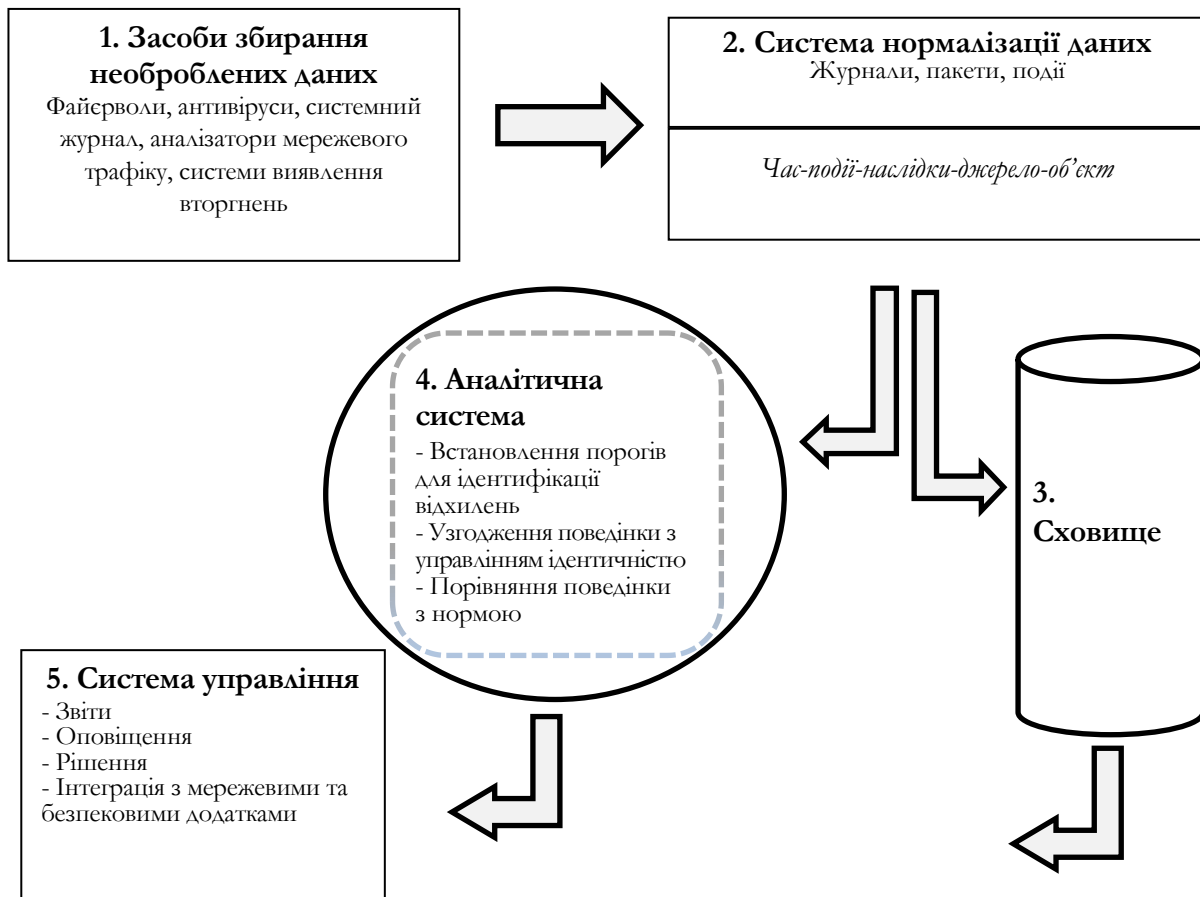 1. Засоби збирання
необроблених даних
Файєрволи, антивіруси, системний
журнал, аналізатори мережевого
трафіку, системи виявлення
вторгнень
2. Система нормалізації даних
Журнали, пакети, події
Час-події-наслідки-джерело-об’єкт
3.
Сховище
4. Аналітична
система
- Встановлення порогів
для ідентифікації
відхилень
- Узгодження поведінки з
управлінням ідентичністю
- Порівняння поведінки
з нормою
5. Система управління
- Звіти
- Оповіщення
- Рішення
- Інтеграція з мережевими та
безпековими додатками